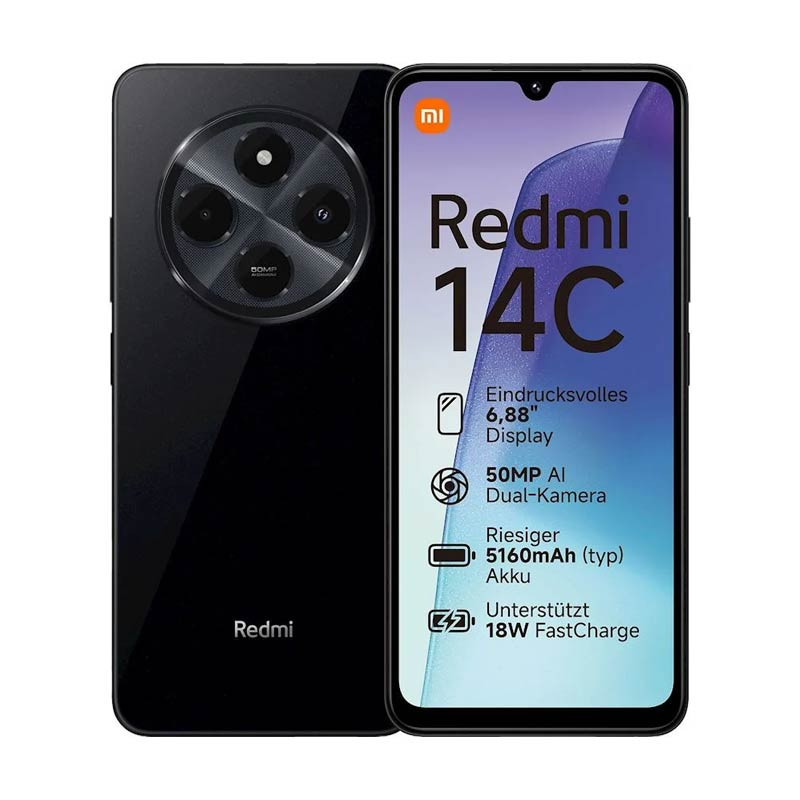 50MP
Redmi
mi
Redmi
14C
Eindrucksvolles
6,88"
Display
50MP AI
Dual-Kamera
Riesiger
5160mAh (typ)
Akku
Unterstützt
18W FastCharge